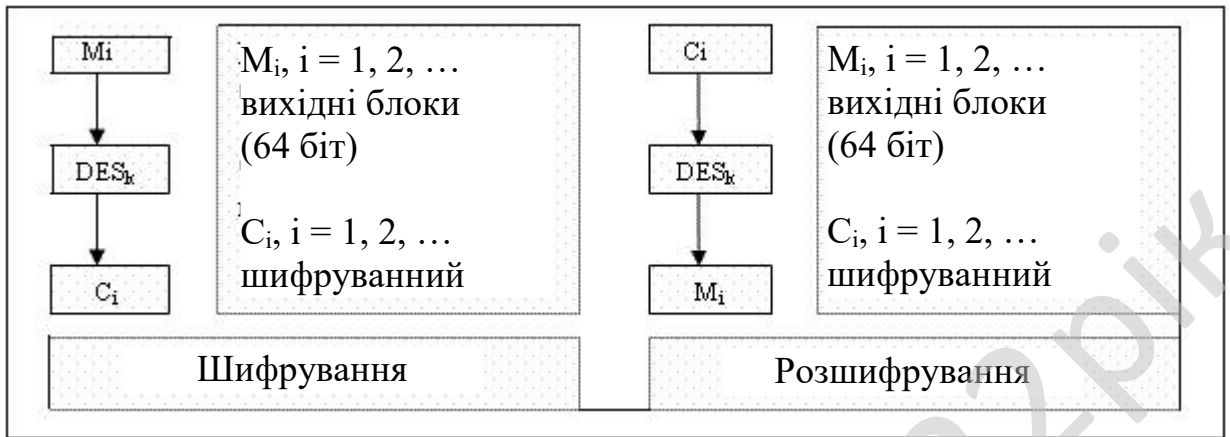 Mi
DESk
Ci
Mi, i = 1, 2, …
вихідні блоки
(64 біт)
Ci, i = 1, 2, …
шифруванний
Ci
DESk
Mi
Mi, i = 1, 2, …
вихідні блоки
(64 біт)
Ci, i = 1, 2, …
шифруванний
Шифрування
Розшифрування
2рік